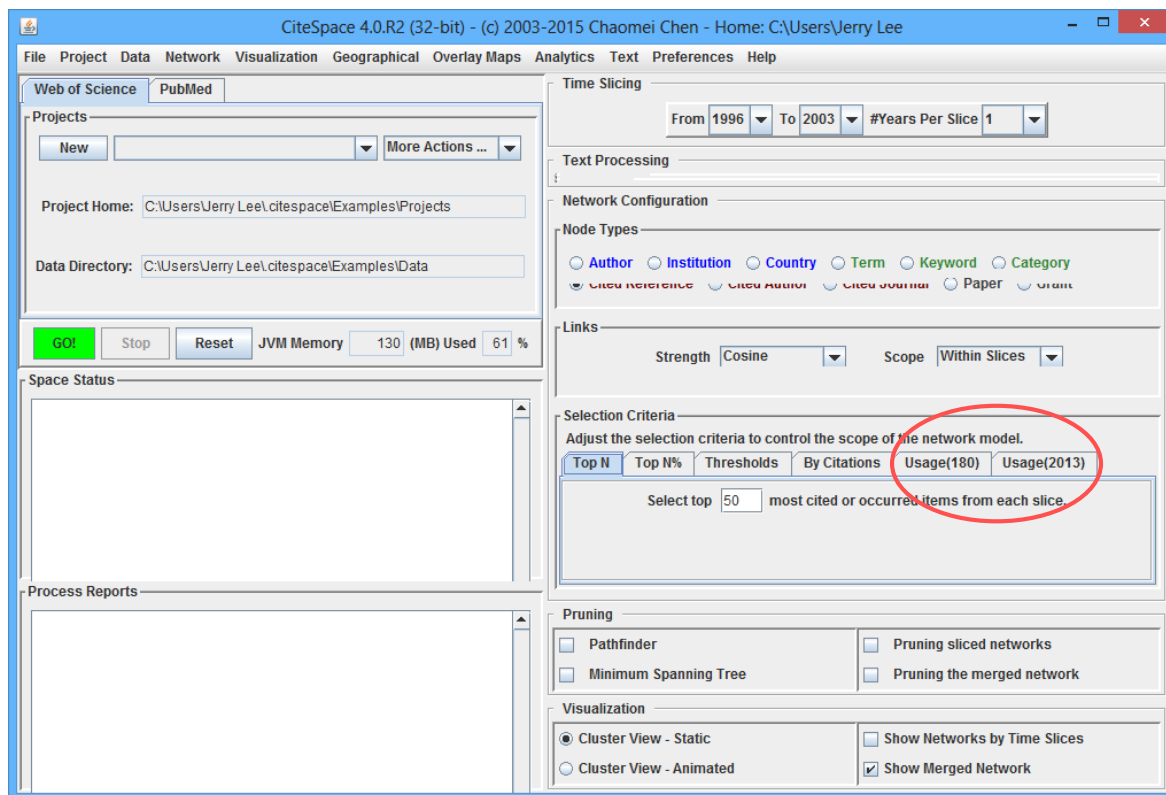 CiteSpace 4.0.R2 (32-bit) - (c) 2003-2015 Chaomei Chen - Home: C:\Users\Jerry Lee
File Project Data Network Visualization Geographical Overlay Maps Analytics Text Preferences Help
Web of Science PubMed
Projects
New More Actions ...
Project Home: C:\Users\Jerry Lee\.citespace\Examples\Projects
Data Directory: C:\Users\Jerry Lee\.citespace\Examples\Data
GO! Stop Reset JVM Memory 130 (MB) Used 61 %
Space Status
Process Reports
Time Slicing
From 1996 To 2003 #Years Per Slice 1
Text Processing
Network Configuration
Node Types
Author Institution Country Term Keyword Category
Cited Reference Cited Author Cited Journal Paper Grant
Links
Strength Cosine Scope Within Slices
Selection Criteria
Adjust the selection criteria to control the scope of the network model.
Top N Top N% Thresholds By Citations Usage(180) Usage(2013)
Select top 50 most cited or occurred items from each slice.
Pruning
Pathfinder Pruning sliced networks
Minimum Spanning Tree Pruning the merged network
Visualization
Cluster View - Static Show Networks by Time Slices
Cluster View - Animated Show Merged Network